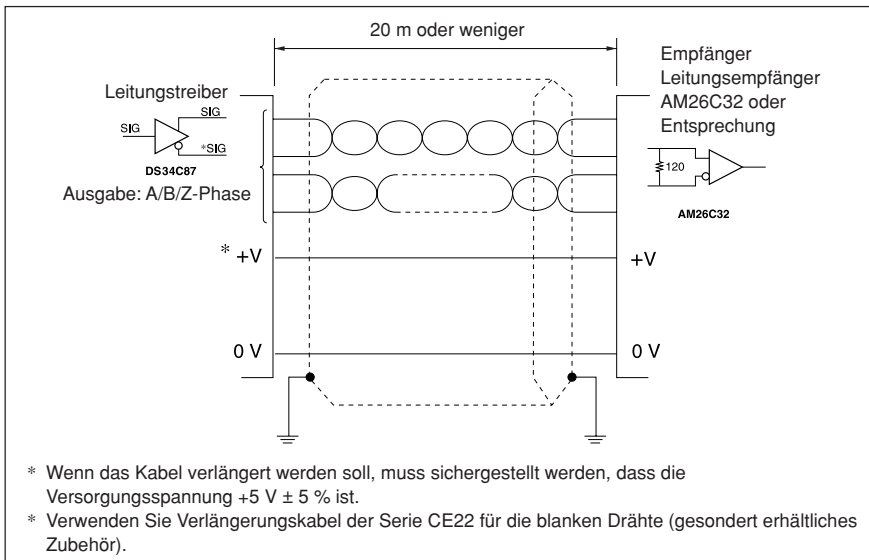 20 m oder weniger
Empfänger
Leitungsempfänger
AM26C32 oder
Entsprechung
Leitungstreiber
SIG
SIG
*SIG
DS34C87
Ausgabe: A/B/Z-Phase
120
AM26C32
* +V
+V
0 V
0 V
* Wenn das Kabel verlängert werden soll, muss sichergestellt werden, dass die
Versorgungsspannung +5 V ± 5 % ist.
* Verwenden Sie Verlängerungskabel der Serie CE22 für die blanken Drähte (gesondert erhältliches
Zubehör).